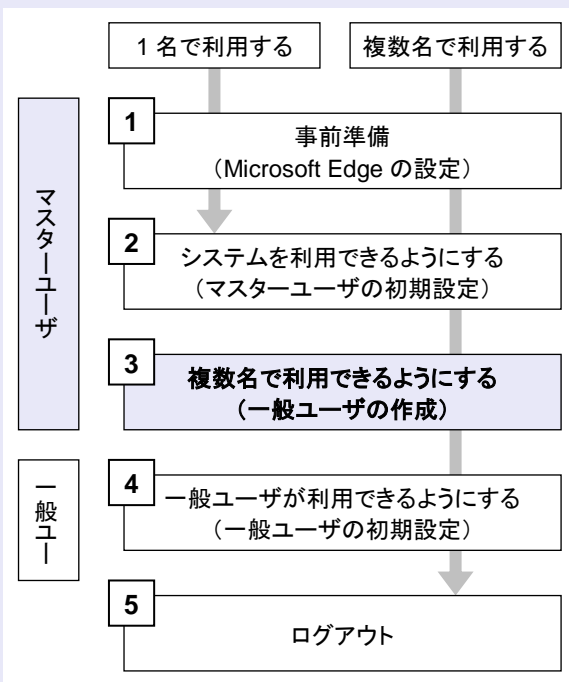 1 名で利用する
複数名で利用する
マスターユーザ
1
事前準備
（Microsoft Edge の設定）
2
システムを利用できるようにする
（マスターユーザの初期設定）
3
複数名で利用できるようにする
（一般ユーザの作成）
一般ユー
4
一般ユーザが利用できるようにする
（一般ユーザの初期設定）
5
ログアウト